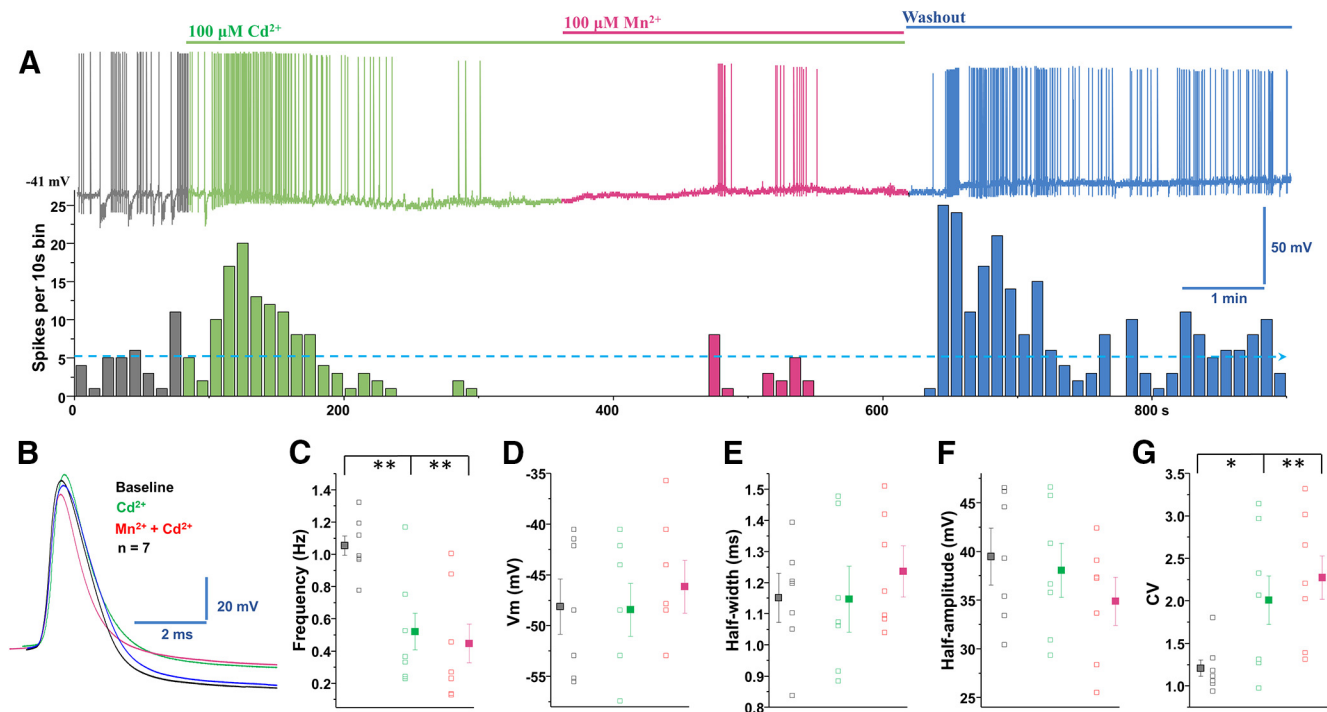 100 µM Cd²⁺
100 µM Mn²⁺
Washout
A
-41 mV
50 mV
1 min
Spikes per 10s bin
25
20
15
10
5
0
0
200
400
600
800 s
B
Baseline
Cd²⁺
Mn²⁺ + Cd²⁺
n = 7
20 mV
2 ms
C
** **
Frequency (Hz)
1.4
1.2
1.0
0.8
0.6
0.4
0.2
D
Vm (mV)
-35
-40
-45
-50
-55
E
Half-width (ms)
1.5
1.4
1.3
1.2
1.1
1.0
0.9
0.8
F
Half-amplitude (mV)
45
40
35
30
24
G
* **
CV
3.5
3.0
2.5
2.0
1.5
1.0